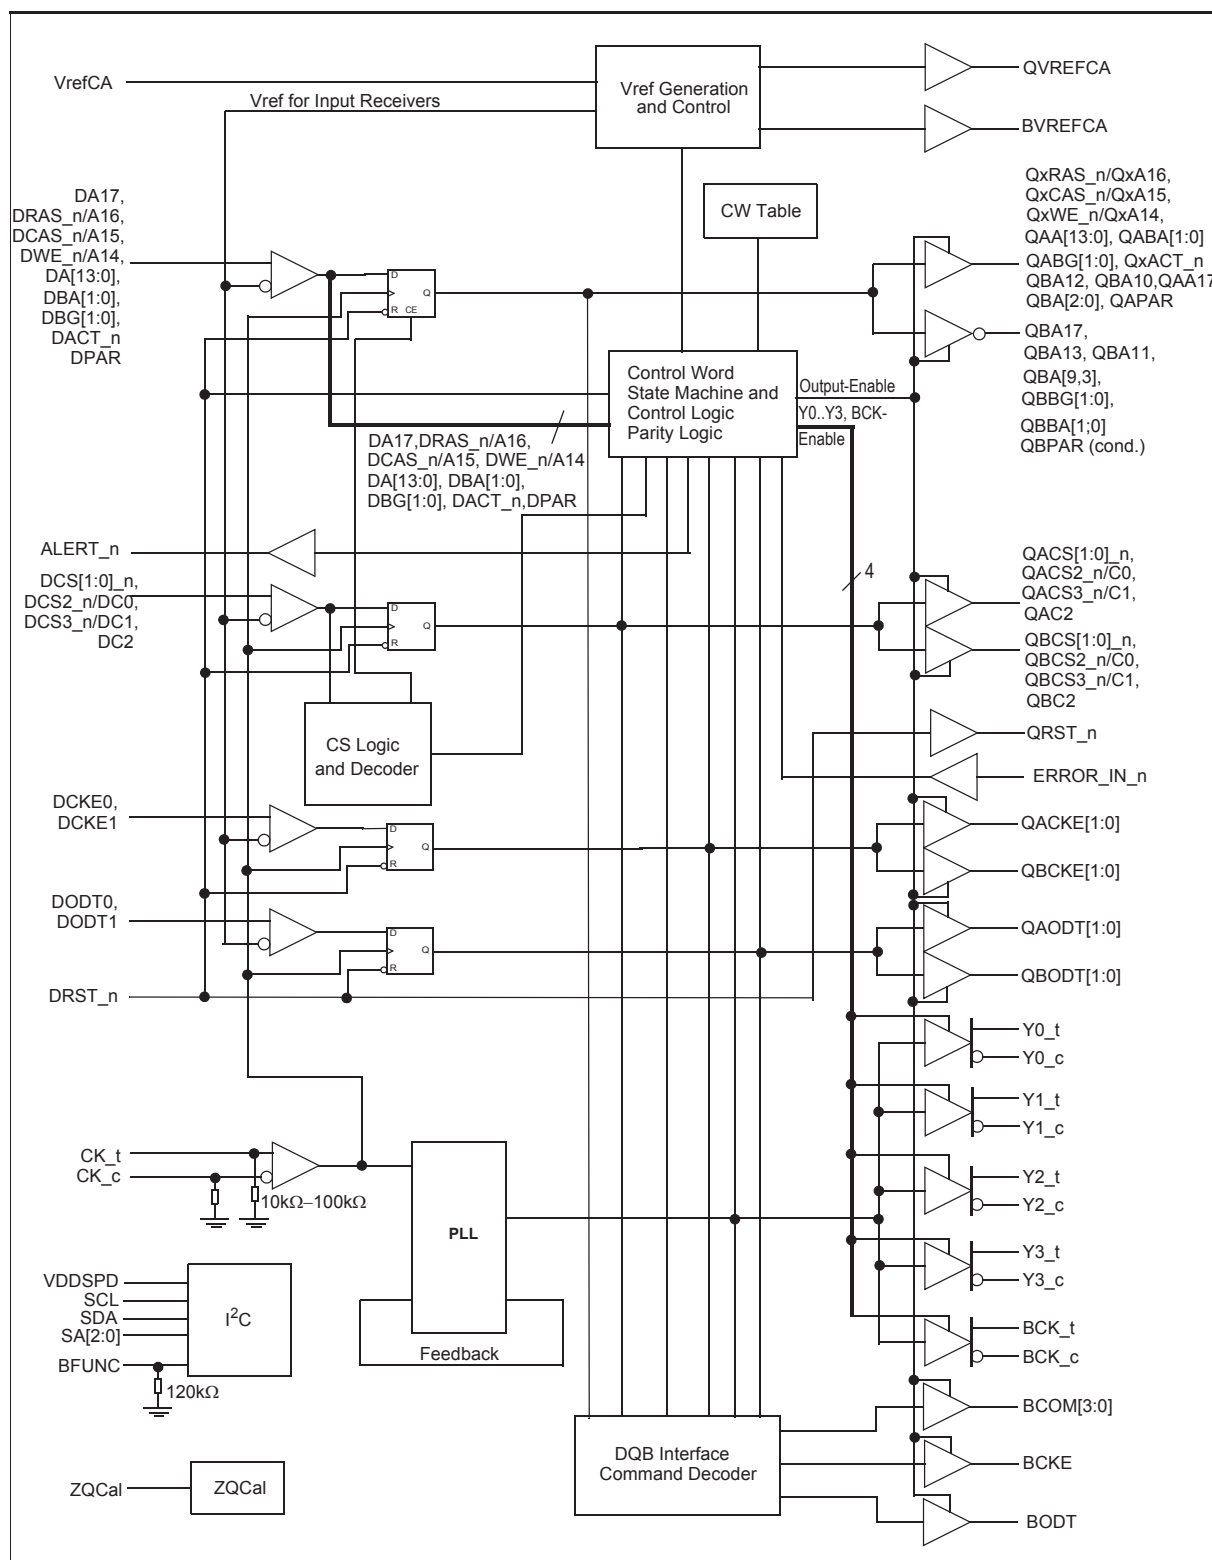 VrefCA
Vref for Input Receivers
Vref Generation
and Control
QVREFCA
BVREFCA
CW Table
DA17,
DRAS_n/A16,
DCAS_n/A15,
DWE_n/A14,
DA[13:0],
DBA[1:0],
DBG[1:0],
DACT_n
DPAR
D
Q
R
CE
QxRAS_n/QxA16,
QxCAS_n/QxA15,
QxWE_n/QxA14,
QAA[13:0], QABA[1:0]
QABG[1:0], QxACT_n
QBA12, QBA10,QAA17
QBA[2:0], QAPAR
QBA17,
QBA13, QBA11,
QBA[9,3],
QBBG[1:0],
QBBA[1;0]
QBPAR (cond.)
Control Word
State Machine and
Control Logic
Parity Logic
Output-Enable
Y0..Y3, BCK-
Enable
DA17,DRAS_n/A16,
DCAS_n/A15, DWE_n/A14
DA[13:0], DBA[1:0],
DBG[1:0], DACT_n,DPAR
ALERT_n
4
DCS[1:0]_n,
DCS2_n/DC0,
DCS3_n/DC1,
DC2
D
Q
R
QACS[1:0]_n,
QACS2_n/C0,
QACS3_n/C1,
QAC2
QBCS[1:0]_n,
QBCS2_n/C0,
QBCS3_n/C1,
QBC2
CS Logic
and Decoder
QRST_n
ERROR_IN_n
DCKE0,
DCKE1
D
Q
R
QACKE[1:0]
QBCKE[1:0]
DODT0,
DODT1
D
Q
R
QAODT[1:0]
QBODT[1:0]
DRST_n
Y0_t
Y0_c
Y1_t
Y1_c
CK_t
CK_c
10kΩ–100kΩ
PLL
Y2_t
Y2_c
Y3_t
Y3_c
VDDSPD
SCL
SDA
SA[2:0]
BFUNC
I2C
120kΩ
Feedback
BCK_t
BCK_c
DQB Interface
Command Decoder
BCOM[3:0]
BCKE
BODT
ZQCal
ZQCal